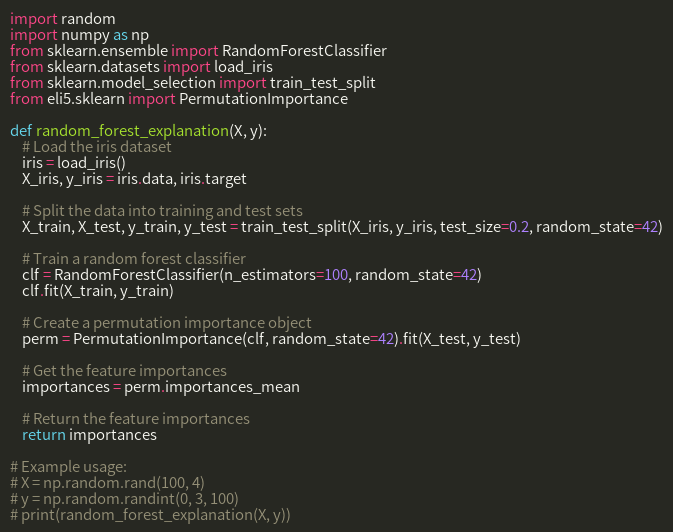 import random
import numpy as np
from sklearn.ensemble import RandomForestClassifier
from sklearn.datasets import load_iris
from sklearn.model_selection import train_test_split
from eli5.sklearn import PermutationImportance

def random_forest_explanation(X, y):
    # Load the iris dataset
    iris = load_iris()
    X_iris, y_iris = iris.data, iris.target

    # Split the data into training and test sets
    X_train, X_test, y_train, y_test = train_test_split(X_iris, y_iris, test_size=0.2, random_state=42)

    # Train a random forest classifier
    clf = RandomForestClassifier(n_estimators=100, random_state=42)
    clf.fit(X_train, y_train)

    # Create a permutation importance object
    perm = PermutationImportance(clf, random_state=42).fit(X_test, y_test)

    # Get the feature importances
    importances = perm.importances_mean

    # Return the feature importances
    return importances

# Example usage:
# X = np.random.rand(100, 4)
# y = np.random.randint(0, 3, 100)
# print(random_forest_explanation(X, y))